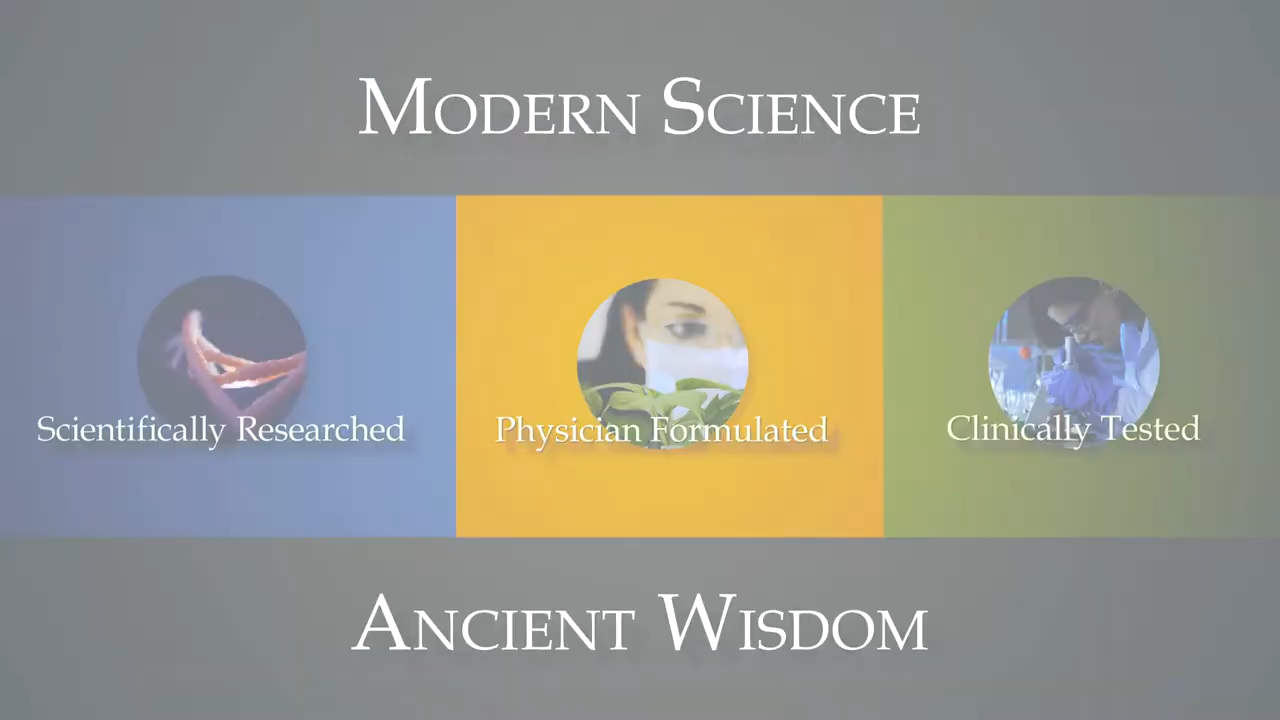 Modern Science
Scientifically Researched
Physician Formulated
Clinically Tested
Ancient Wisdom